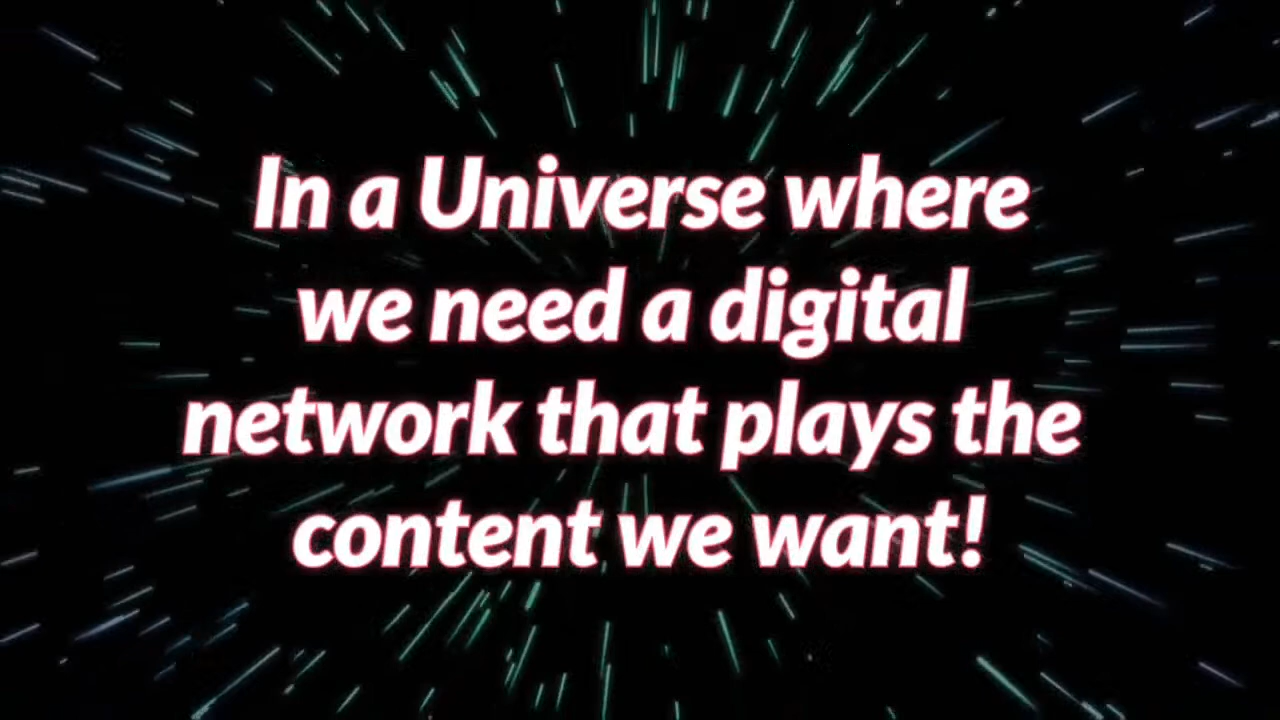 In a Universe where
we need a digital
network that plays the
content we want!